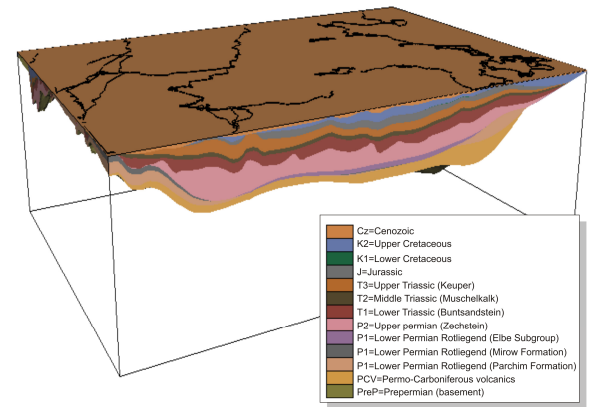 Cz=Cenozoic
K2=Upper Cretaceous
K1=Lower Cretaceous
J=Jurassic
T3=Upper Triassic (Keuper)
T2=Middle Triassic (Muschelkalk)
T1=Lower Triassic (Buntsandstein)
P2=Upper permian (Zechstein)
P1=Lower Permian Rotliegend (Elbe Subgroup)
P1=Lower Permian Rotliegend (Mirow Formation)
P1=Lower Permian Rotliegend (Parchim Formation)
PCV=Permo-Carboniferous volcanics
PreP=Prepermian (basement)